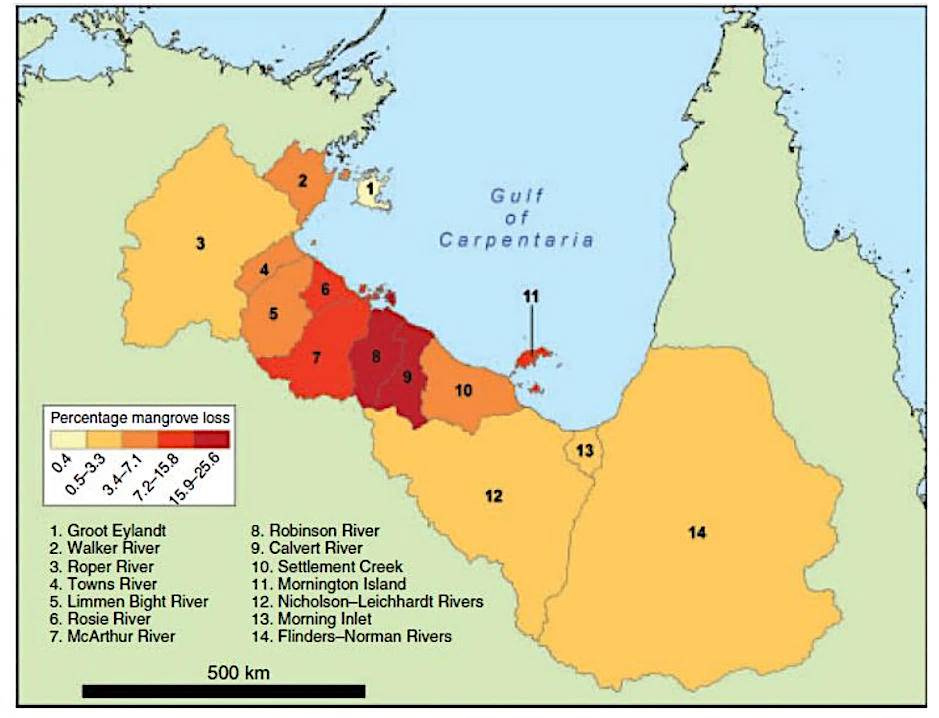 2
1
Gulf
of
Carpentaria
3
4
6
11
5
7
8
9
10
Percentage mangrove loss
0.4
0.5–3.3
3.4–7.1
7.2–15.8
15.9–25.6
13
12
14
1. Groot Eylandt
2. Walker River
3. Roper River
4. Towns River
5. Limmen Bight River
6. Rosie River
7. McArthur River
8. Robinson River
9. Calvert River
10. Settlement Creek
11. Mornington Island
12. Nicholson–Leichhardt Rivers
13. Morning Inlet
14. Flinders–Norman Rivers
500 km